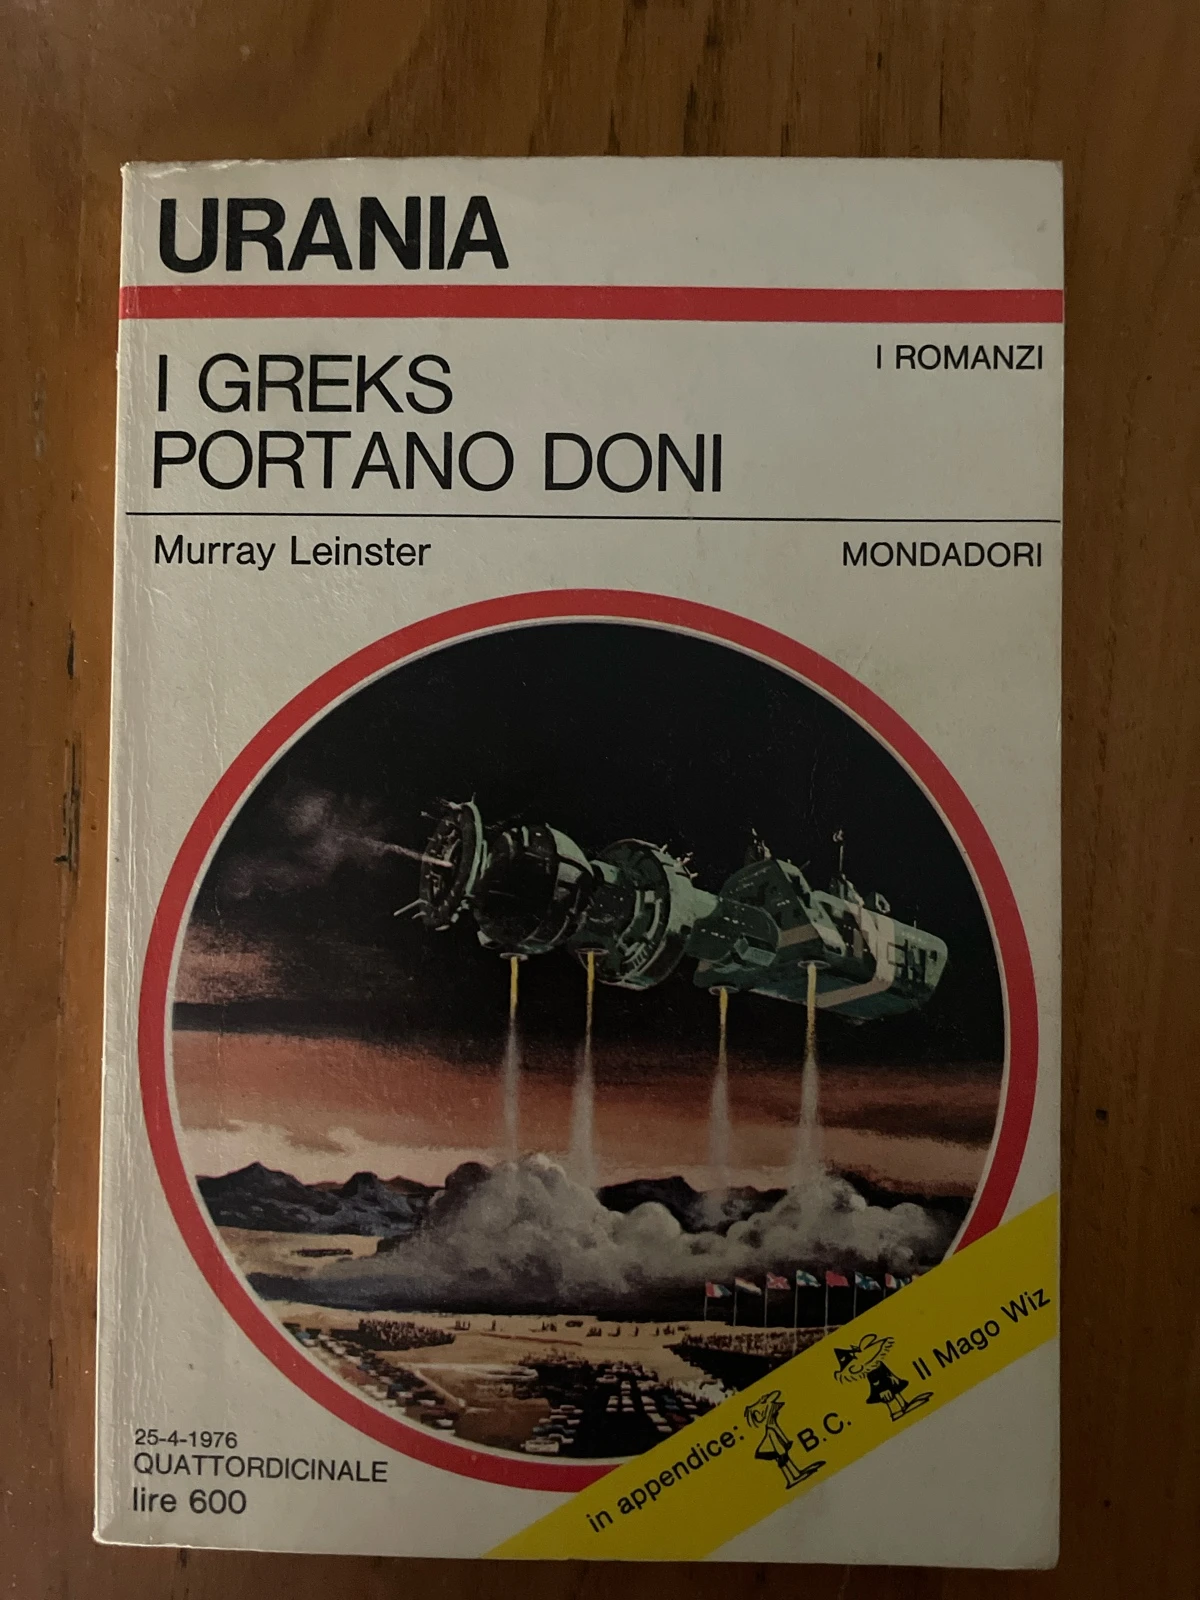 URANIA
I GREKS
PORTANO DONI
I ROMANZI
Murray Leinster
MONDADORI
25-4-1976
QUATTORDICINALE
lire 600
in appendice: B.C. Il Mago Wiz